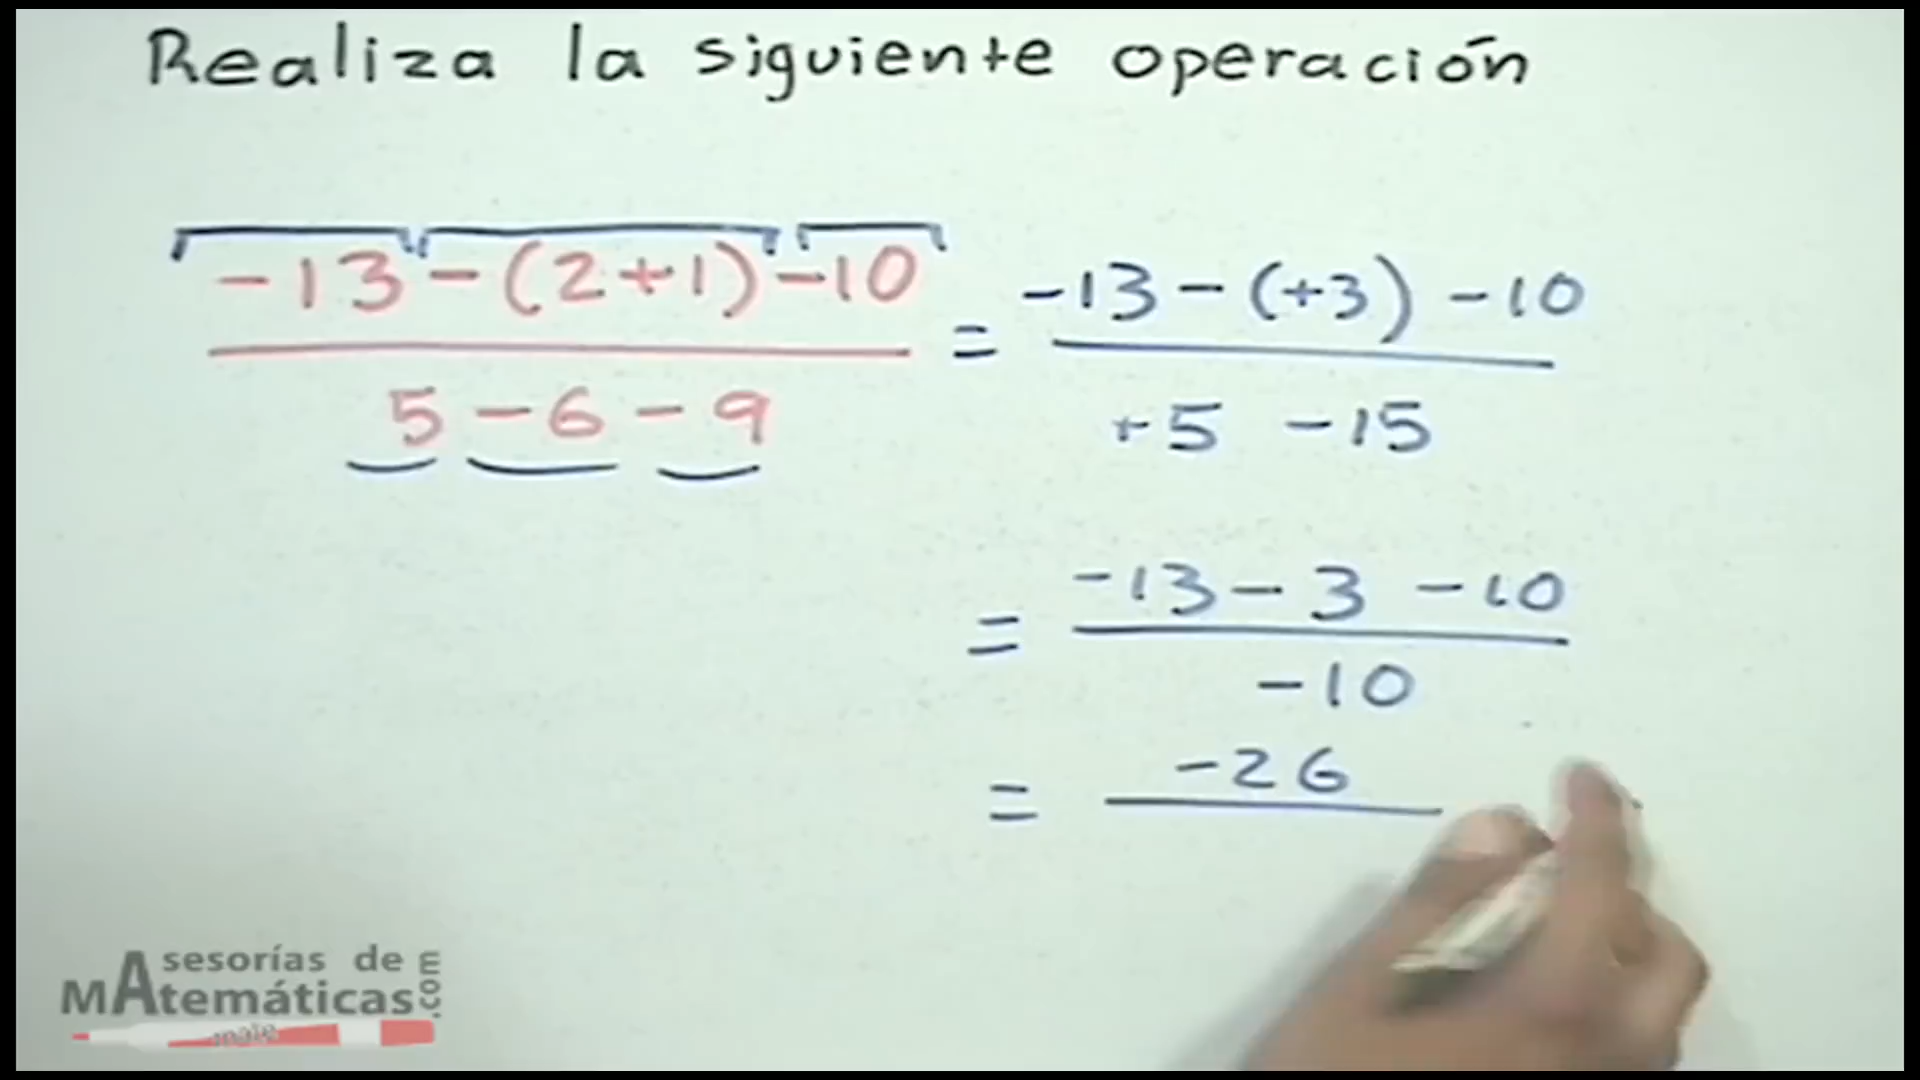 Realiza la siguiente operación
-13 -(2+1) -10
5 -6 -9
= -13 -(+3) -10
+5 -15
= -13 -3 -10
-10
= -26
Asesorías de
MAtemáticas.com